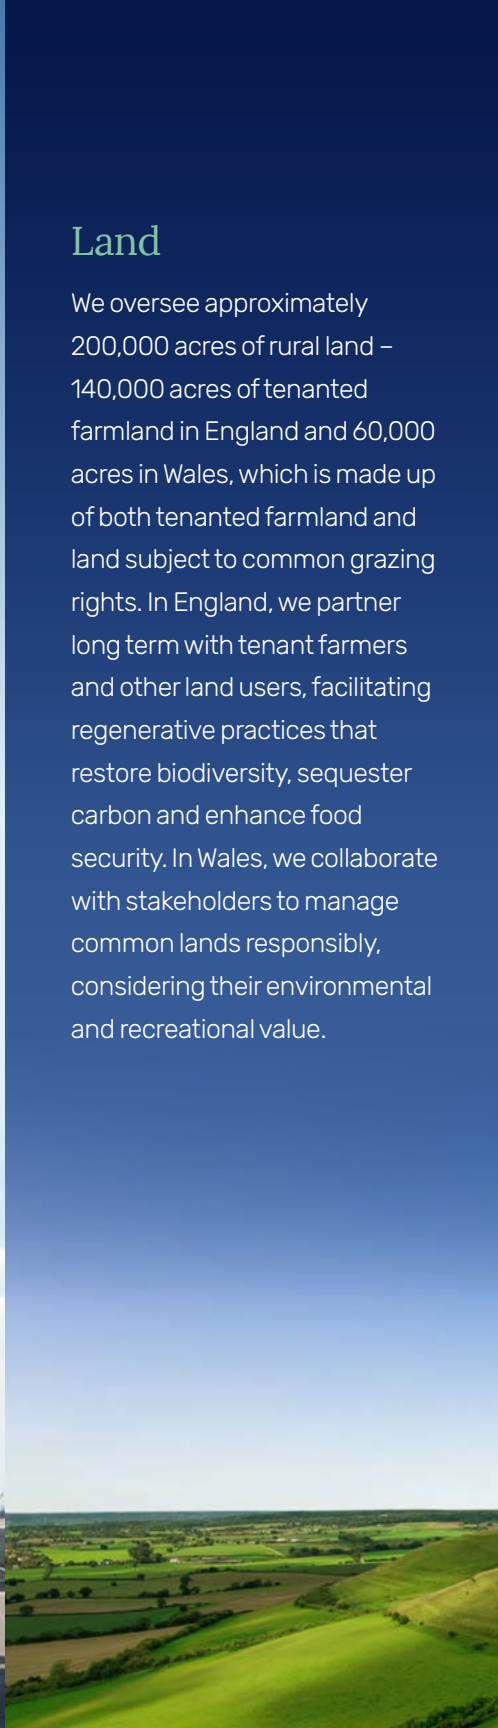 Land
We oversee approximately
200,000 acres of rural land –
140,000 acres of tenanted
farmland in England and 60,000
acres in Wales, which is made up
of both tenanted farmland and
land subject to common grazing
rights. In England, we partner
long term with tenant farmers
and other land users, facilitating
regenerative practices that
restore biodiversity, sequester
carbon and enhance food
security. In Wales, we collaborate
with stakeholders to manage
common lands responsibly,
considering their environmental
and recreational value.